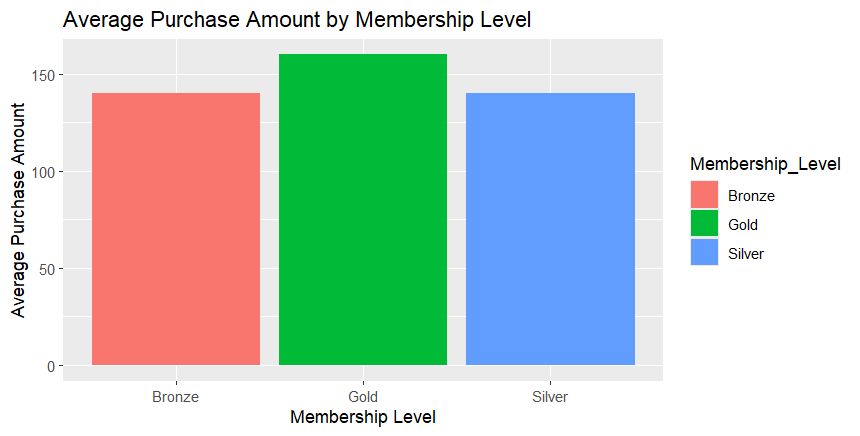 Average Purchase Amount by Membership Level
Average Purchase Amount
150
100
50
0
Bronze
Gold
Silver
Membership Level
Membership_Level
Bronze
Gold
Silver